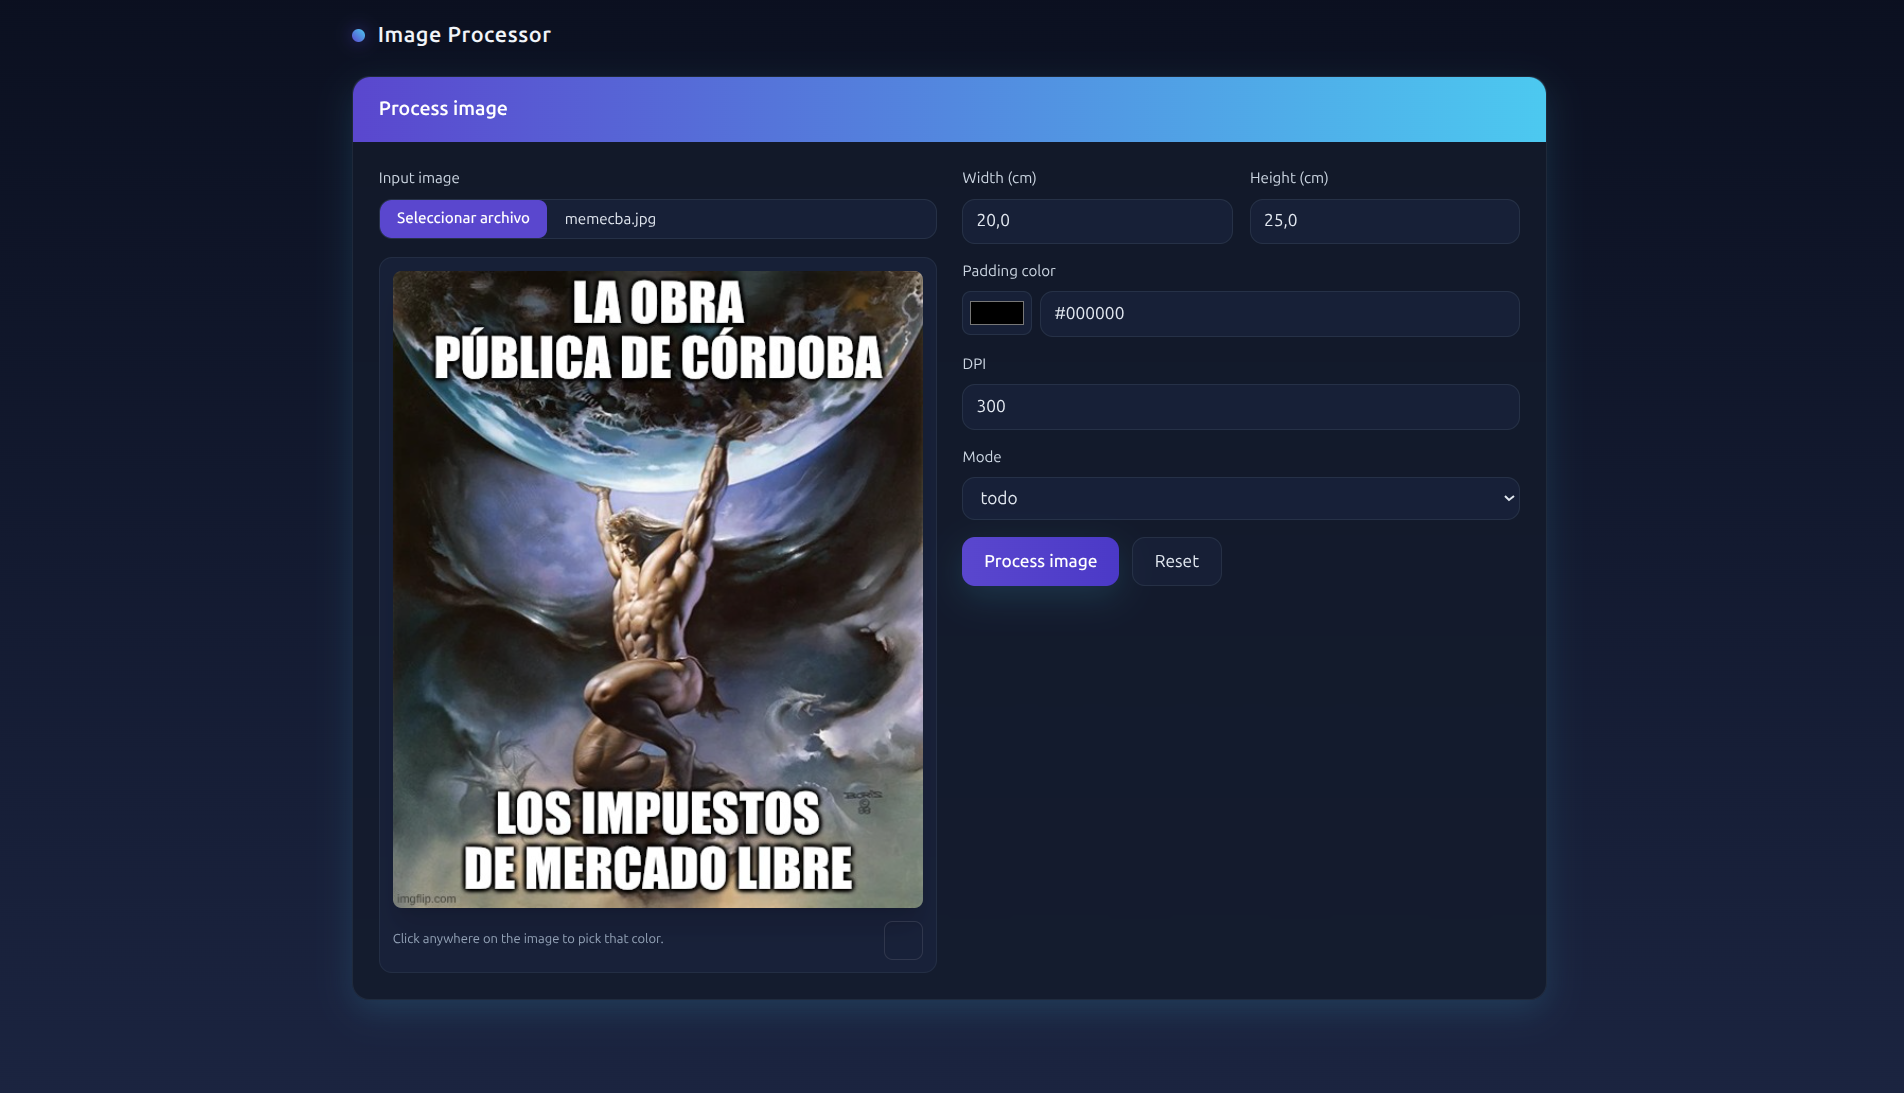 Image Processor
Process image
Input image
Seleccionar archivo memecba.jpg
LA OBRA
PÚBLICA DE CÓRDOBA
LOS IMPUESTOS
DE MERCADO LIBRE
imgflip.com
Click anywhere on the image to pick that color.
Width (cm) Height (cm)
20,0 25,0
Padding color
#000000
DPI
300
Mode
todo
Process image Reset